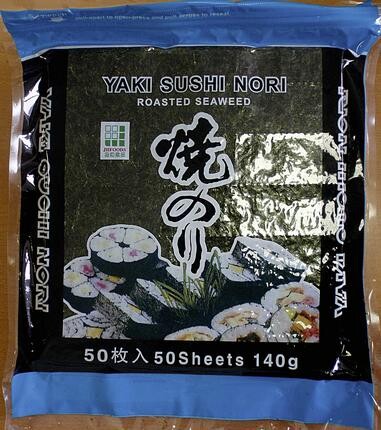 YAKI SUSHI NORI
ROASTED SEAWEED
JHFOODS
焼のり
YAKI SUSHI NORI
YAKI SUSHI NORI
50枚入 50Sheets 140g